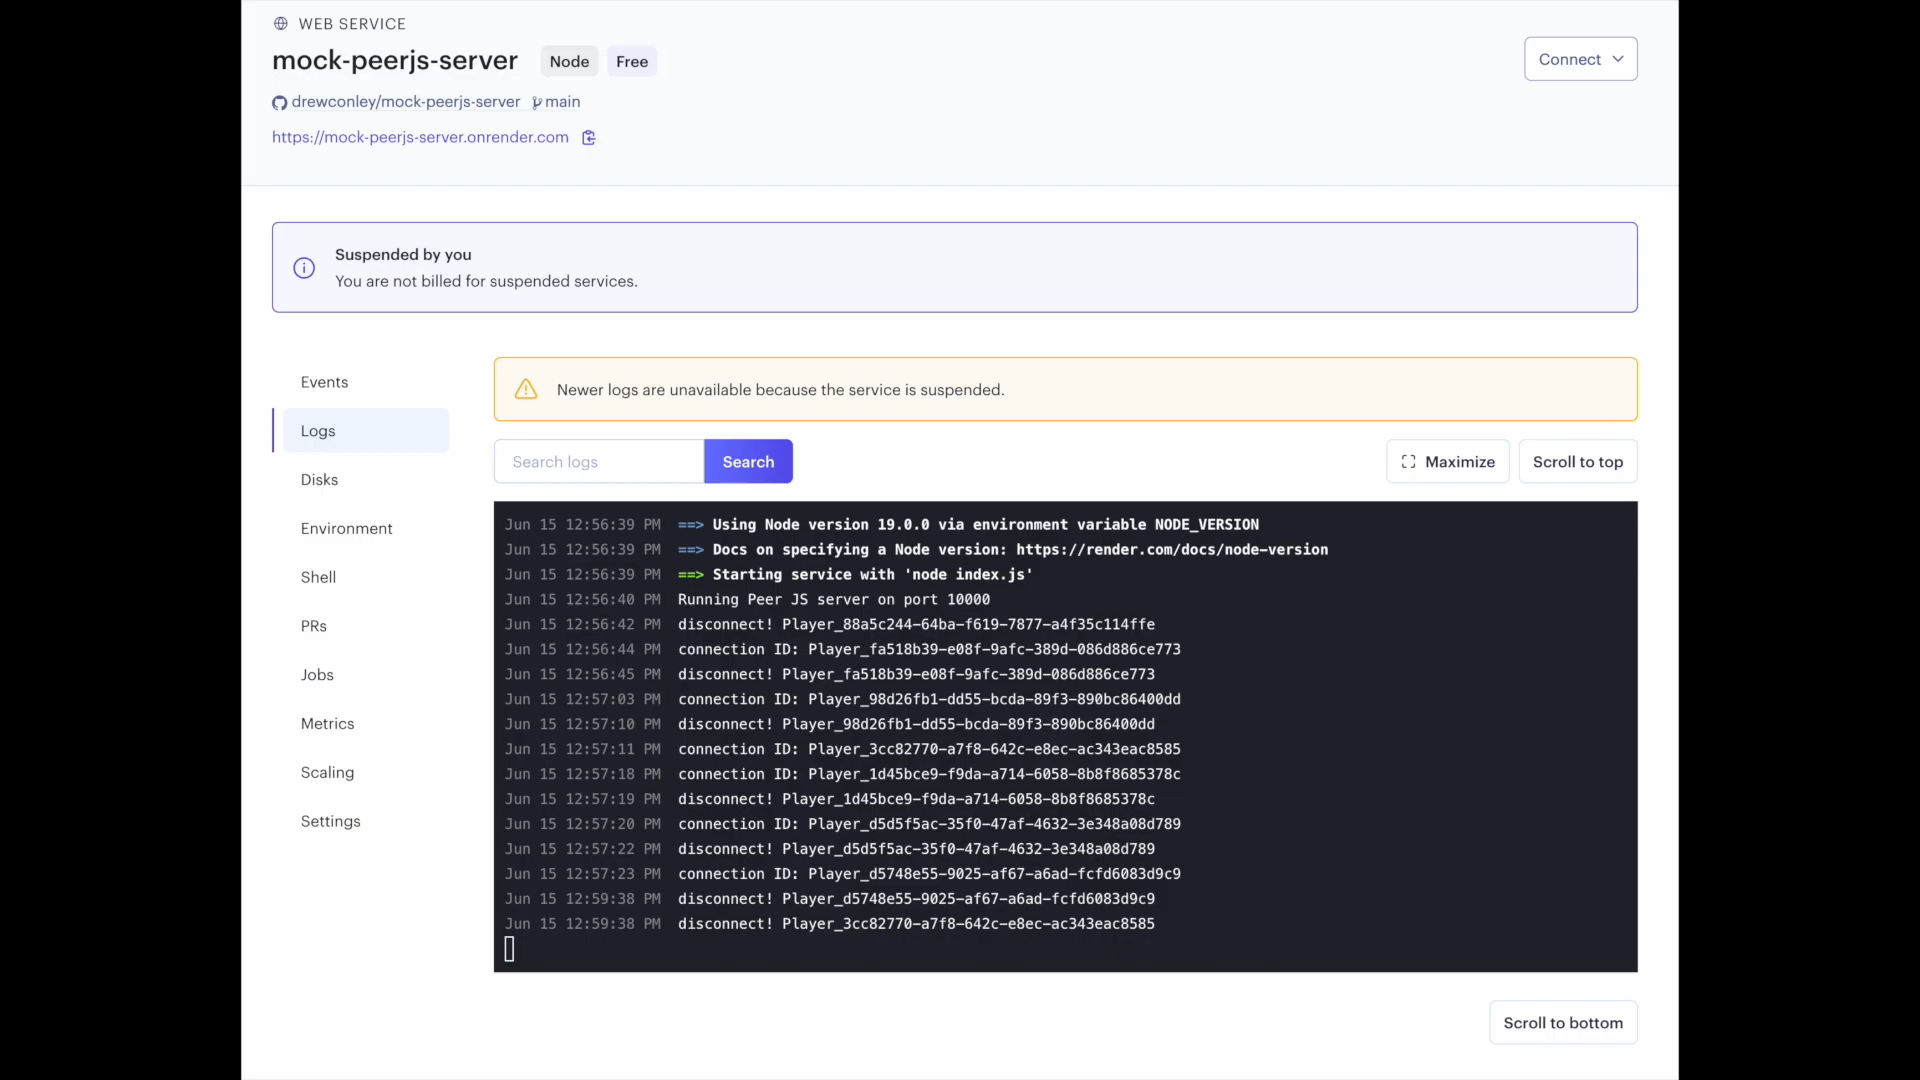 WEB SERVICE
mock-peerjs-server Node Free
Connect
drewconley/mock-peerjs-server main
https://mock-peerjs-server.onrender.com
Suspended by you
You are not billed for suspended services.
Events
Logs
Disks
Environment
Shell
PRs
Jobs
Metrics
Scaling
Settings
Newer logs are unavailable because the service is suspended.
Search logs Search Maximize Scroll to top
Jun 15 12:56:39 PM ==> Using Node version 19.0.0 via environment variable NODE_VERSION
Jun 15 12:56:39 PM ==> Docs on specifying a Node version: https://render.com/docs/node-version
Jun 15 12:56:39 PM ==> Starting service with 'node index.js'
Jun 15 12:56:40 PM Running Peer JS server on port 10000
Jun 15 12:56:42 PM disconnect! Player_88a5c244-64ba-f619-7877-a4f35c114ffe
Jun 15 12:56:44 PM connection ID: Player_fa518b39-e08f-9afc-389d-086d886ce773
Jun 15 12:56:45 PM disconnect! Player_fa518b39-e08f-9afc-389d-086d886ce773
Jun 15 12:57:03 PM connection ID: Player_98d26fb1-dd55-bcda-89f3-890bc86400dd
Jun 15 12:57:10 PM disconnect! Player_98d26fb1-dd55-bcda-89f3-890bc86400dd
Jun 15 12:57:11 PM connection ID: Player_3cc82770-a7f8-642c-e8ec-ac343eac8585
Jun 15 12:57:18 PM connection ID: Player_1d45bce9-f9da-a714-6058-8b8f8685378c
Jun 15 12:57:19 PM disconnect! Player_1d45bce9-f9da-a714-6058-8b8f8685378c
Jun 15 12:57:20 PM connection ID: Player_d5d5f5ac-35f0-47af-4632-3e348a08d789
Jun 15 12:57:22 PM disconnect! Player_d5d5f5ac-35f0-47af-4632-3e348a08d789
Jun 15 12:57:23 PM connection ID: Player_d5748e55-9025-af67-a6ad-fcfd6083d9c9
Jun 15 12:59:38 PM disconnect! Player_d5748e55-9025-af67-a6ad-fcfd6083d9c9
Jun 15 12:59:38 PM disconnect! Player_3cc82770-a7f8-642c-e8ec-ac343eac8585
Scroll to bottom